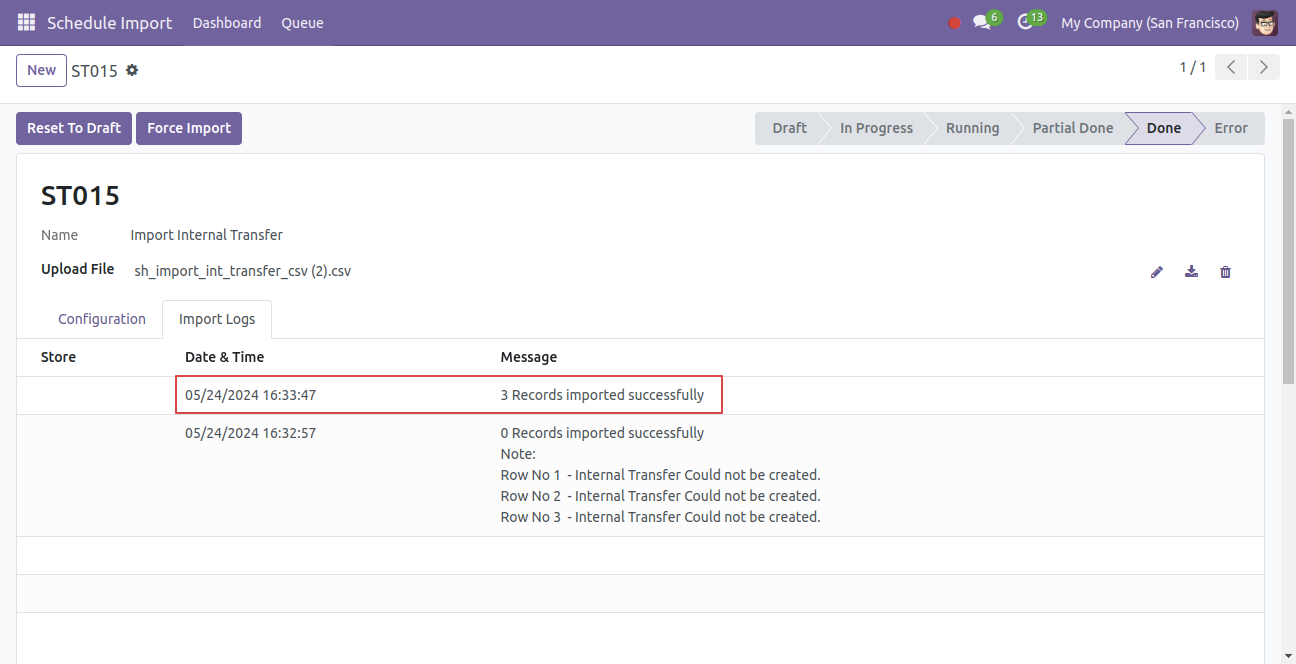 Schedule Import Dashboard Queue 6 13 My Company (San Francisco)
New ST015 1 / 1
Reset To Draft Force Import Draft In Progress Running Partial Done Done Error
ST015
Name Import Internal Transfer
Upload File sh_import_int_transfer_csv (2).csv
Configuration Import Logs
Store Date & Time Message
05/24/2024 16:33:47 3 Records imported successfully
05/24/2024 16:32:57 0 Records imported successfully
Note:
Row No 1 - Internal Transfer Could not be created.
Row No 2 - Internal Transfer Could not be created.
Row No 3 - Internal Transfer Could not be created.